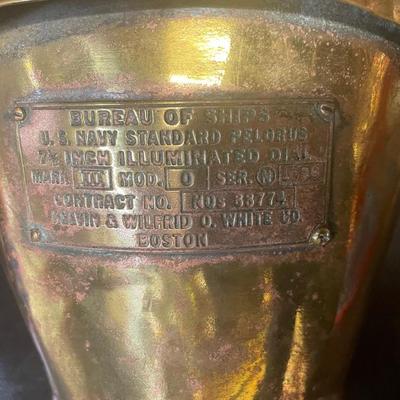 BUREAU OF SHIPS
U. S. NAVY STANDARD PELORUS
7½ INCH ILLUMINATED DIAL
MARK III MOD. 0 SER. N
CONTRACT NO. NOs 38774
KELVIN & WILFRID O. WHITE CO.
BOSTON